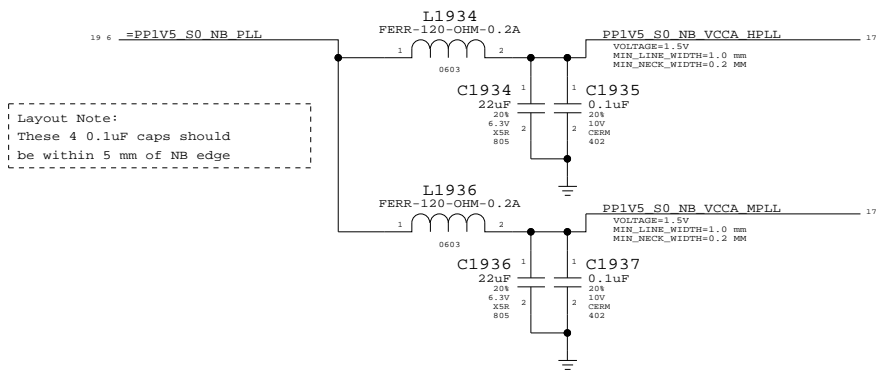 L1934
FERR-120-OHM-0.2A
19 6 =PP1V5_S0_NB_PLL
1 2
0603
PP1V5_S0_NB_VCCA_HPLL 17
VOLTAGE=1.5V
MIN_LINE_WIDTH=1.0 mm
MIN_NECK_WIDTH=0.2 MM
C1934
22uF
20%
6.3V
X5R
805
1
2
1
2
C1935
0.1uF
20%
10V
CERM
402
Layout Note:
These 4 0.1uF caps should
be within 5 mm of NB edge
L1936
FERR-120-OHM-0.2A
1 2
0603
PP1V5_S0_NB_VCCA_MPLL 17
VOLTAGE=1.5V
MIN_LINE_WIDTH=1.0 mm
MIN_NECK_WIDTH=0.2 MM
C1936
22uF
20%
6.3V
X5R
805
1
2
1
2
C1937
0.1uF
20%
10V
CERM
402